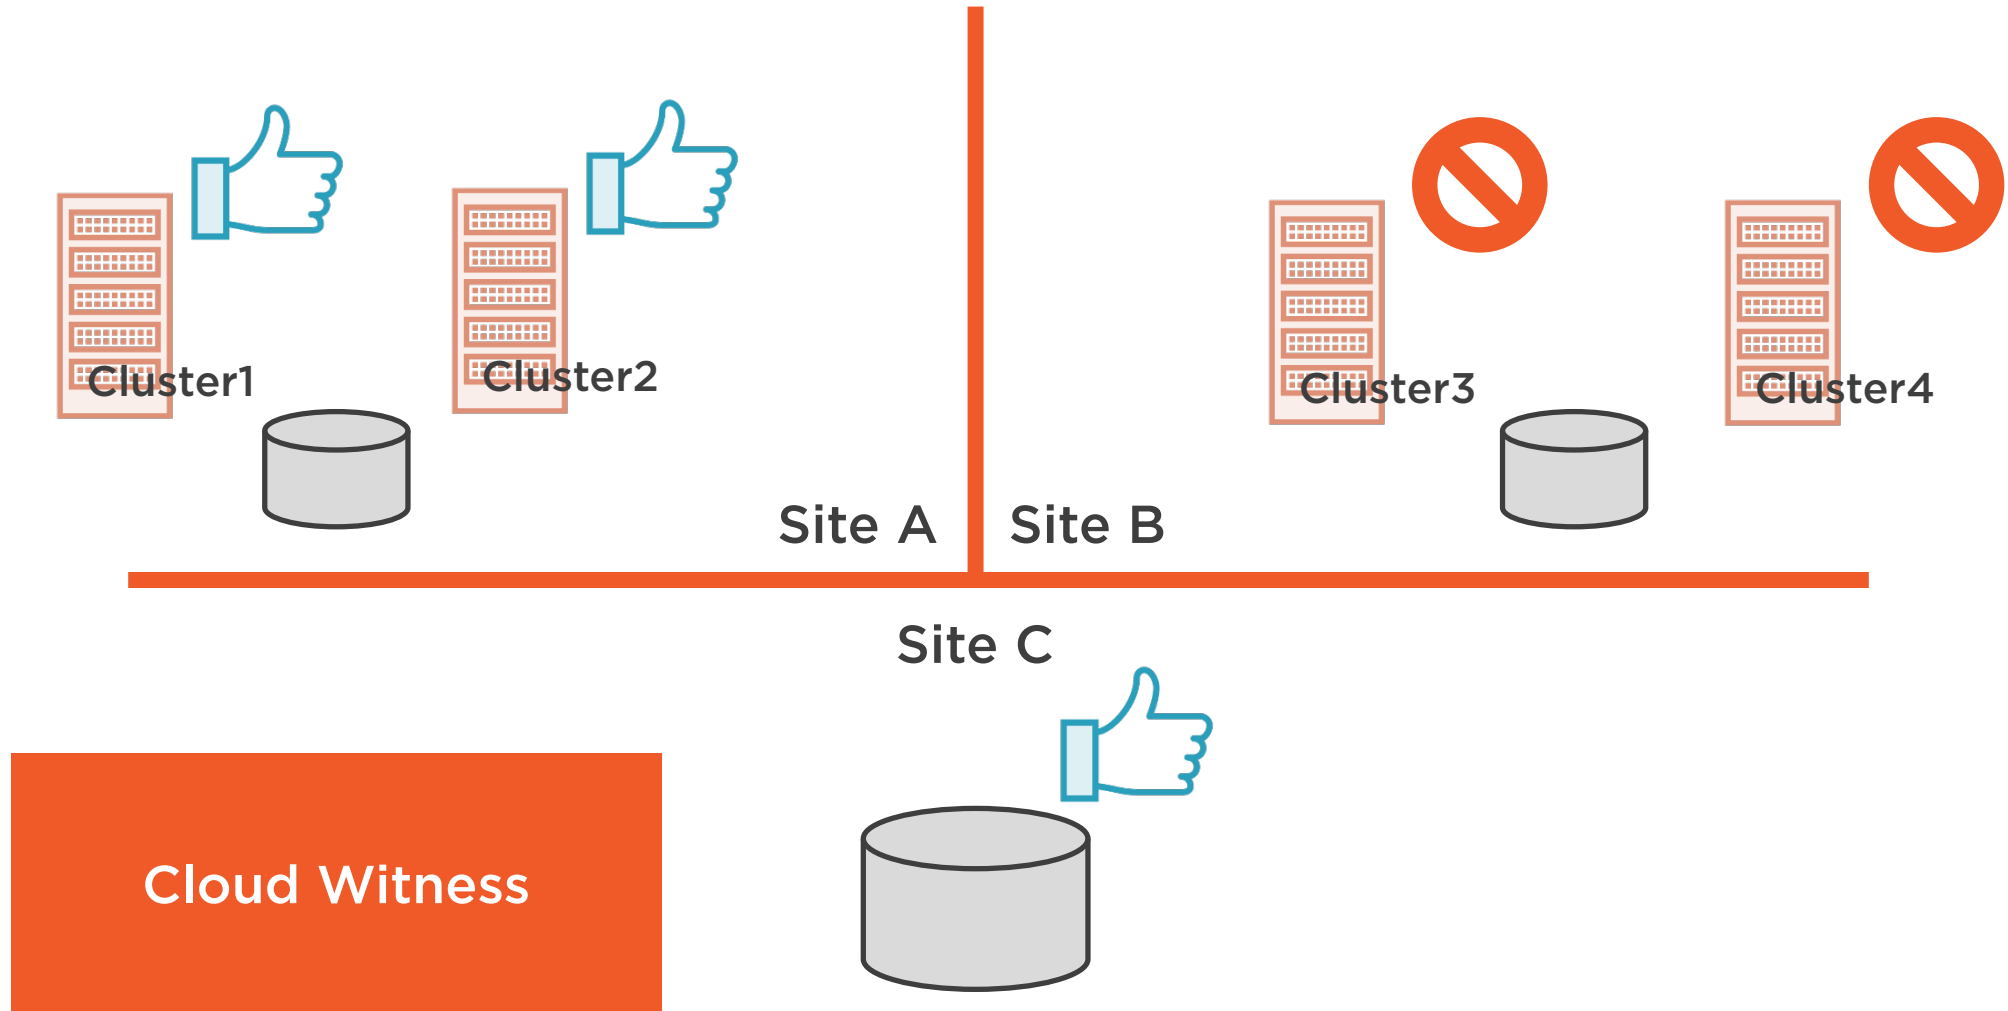 Cluster1
Cluster2
Cluster3
Cluster4
Site A
Site B
Site C
Cloud Witness